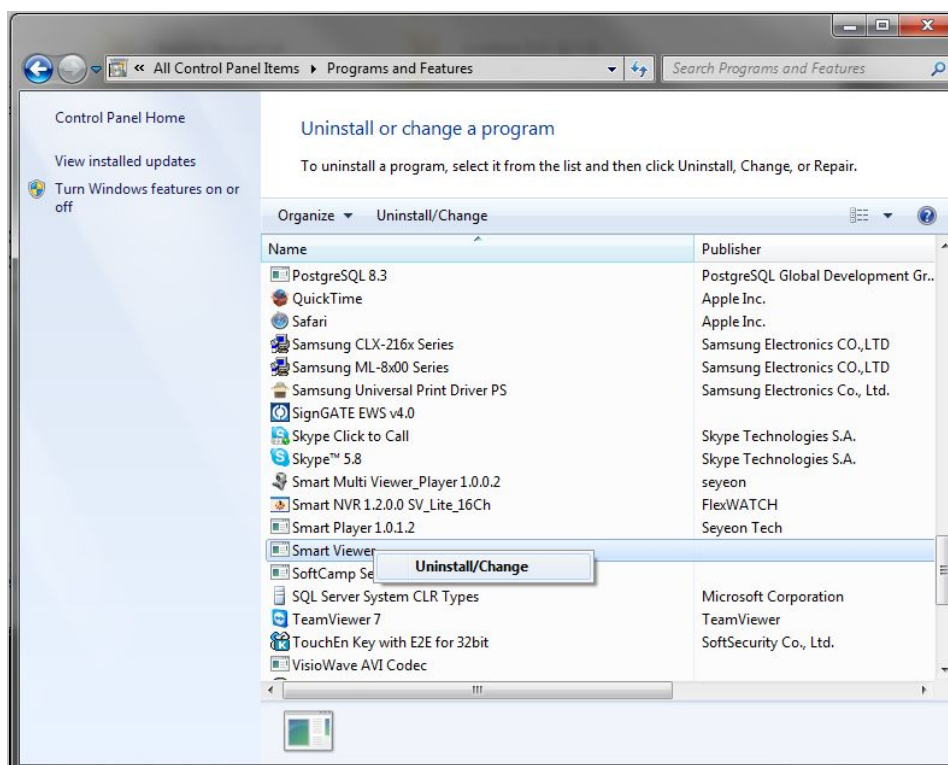 « All Control Panel Items ▸ Programs and Features
Search Programs and Features
Control Panel Home
View installed updates
Turn Windows features on or
off
Uninstall or change a program
To uninstall a program, select it from the list and then click Uninstall, Change, or Repair.
Organize Uninstall/Change
Name Publisher
PostgreSQL 8.3 PostgreSQL Global Development Gr..
QuickTime Apple Inc.
Safari Apple Inc.
Samsung CLX-216x Series Samsung Electronics CO.,LTD
Samsung ML-8x00 Series Samsung Electronics CO.,LTD
Samsung Universal Print Driver PS Samsung Electronics Co., Ltd.
SignGATE EWS v4.0
Skype Click to Call Skype Technologies S.A.
Skype™ 5.8 Skype Technologies S.A.
Smart Multi Viewer_Player 1.0.0.2 seyeon
Smart NVR 1.2.0.0 SV_Lite_16Ch FlexWATCH
Smart Player 1.0.1.2 Seyeon Tech
Smart Viewer
Uninstall/Change
SoftCamp Se
SQL Server System CLR Types Microsoft Corporation
TeamViewer 7 TeamViewer
TouchEn Key with E2E for 32bit SoftSecurity Co., Ltd.
VisioWave AVI Codec